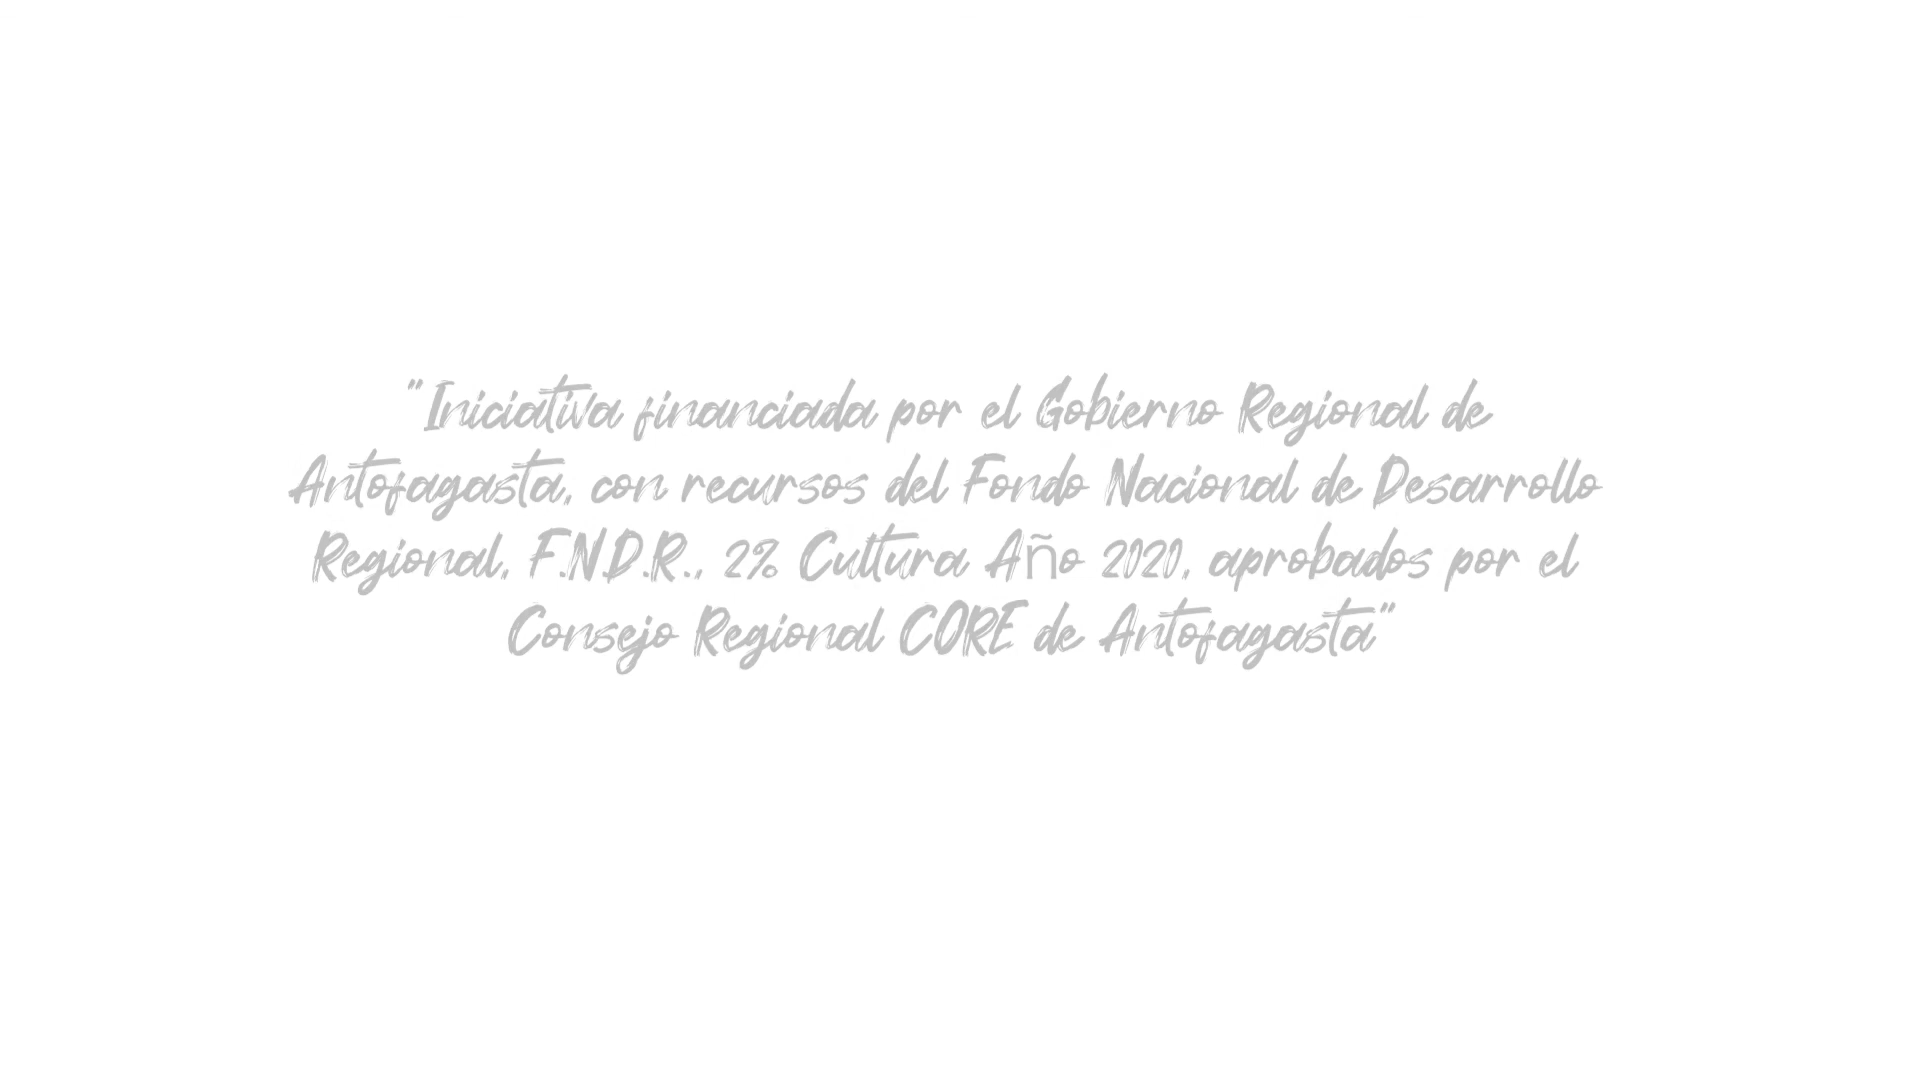 "Iniciativa financiada por el Gobierno Regional de
Antofagasta, con recursos del Fondo Nacional de Desarrollo
Regional, F.N.D.R., 2% Cultura Año 2020, aprobados por el
Consejo Regional CORE de Antofagasta"